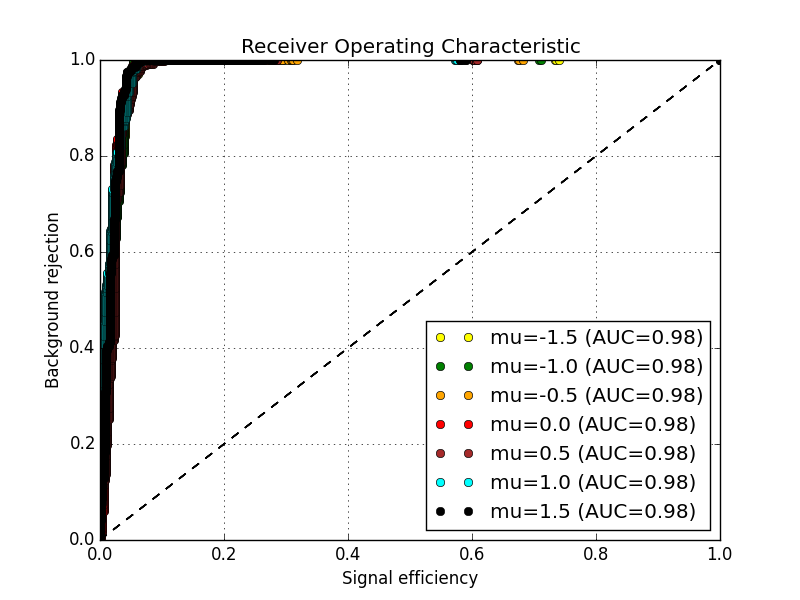 Receiver Operating Characteristic
1.0
0.8
0.6
0.4
0.2
0.0
Background rejection
0.0 0.2 0.4 0.6 0.8 1.0
Signal efficiency
mu=-1.5 (AUC=0.98)
mu=-1.0 (AUC=0.98)
mu=-0.5 (AUC=0.98)
mu=0.0 (AUC=0.98)
mu=0.5 (AUC=0.98)
mu=1.0 (AUC=0.98)
mu=1.5 (AUC=0.98)